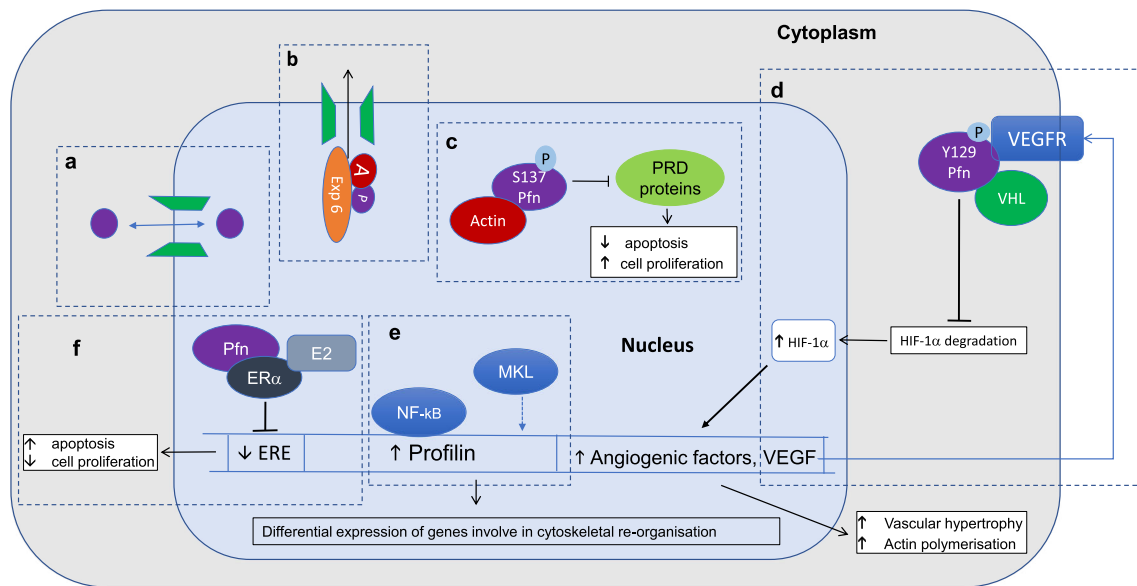 Cytoplasm
b
d
a
c
P
S137
Pfn
Actin
PRD
proteins
↓ apoptosis
↑ cell proliferation
Exp 6
A
P
P
Y129
Pfn
VEGFR
VHL
f
Pfn
E2
ERα
e
MKL
NF-kB
Nucleus
↑ HIF-1α
HIF-1α degradation
↑ apoptosis
↓ cell proliferation
↓ ERE
↑ Profilin
↑ Angiogenic factors, VEGF
Differential expression of genes involve in cytoskeletal re-organisation
↑ Vascular hypertrophy
↑ Actin polymerisation